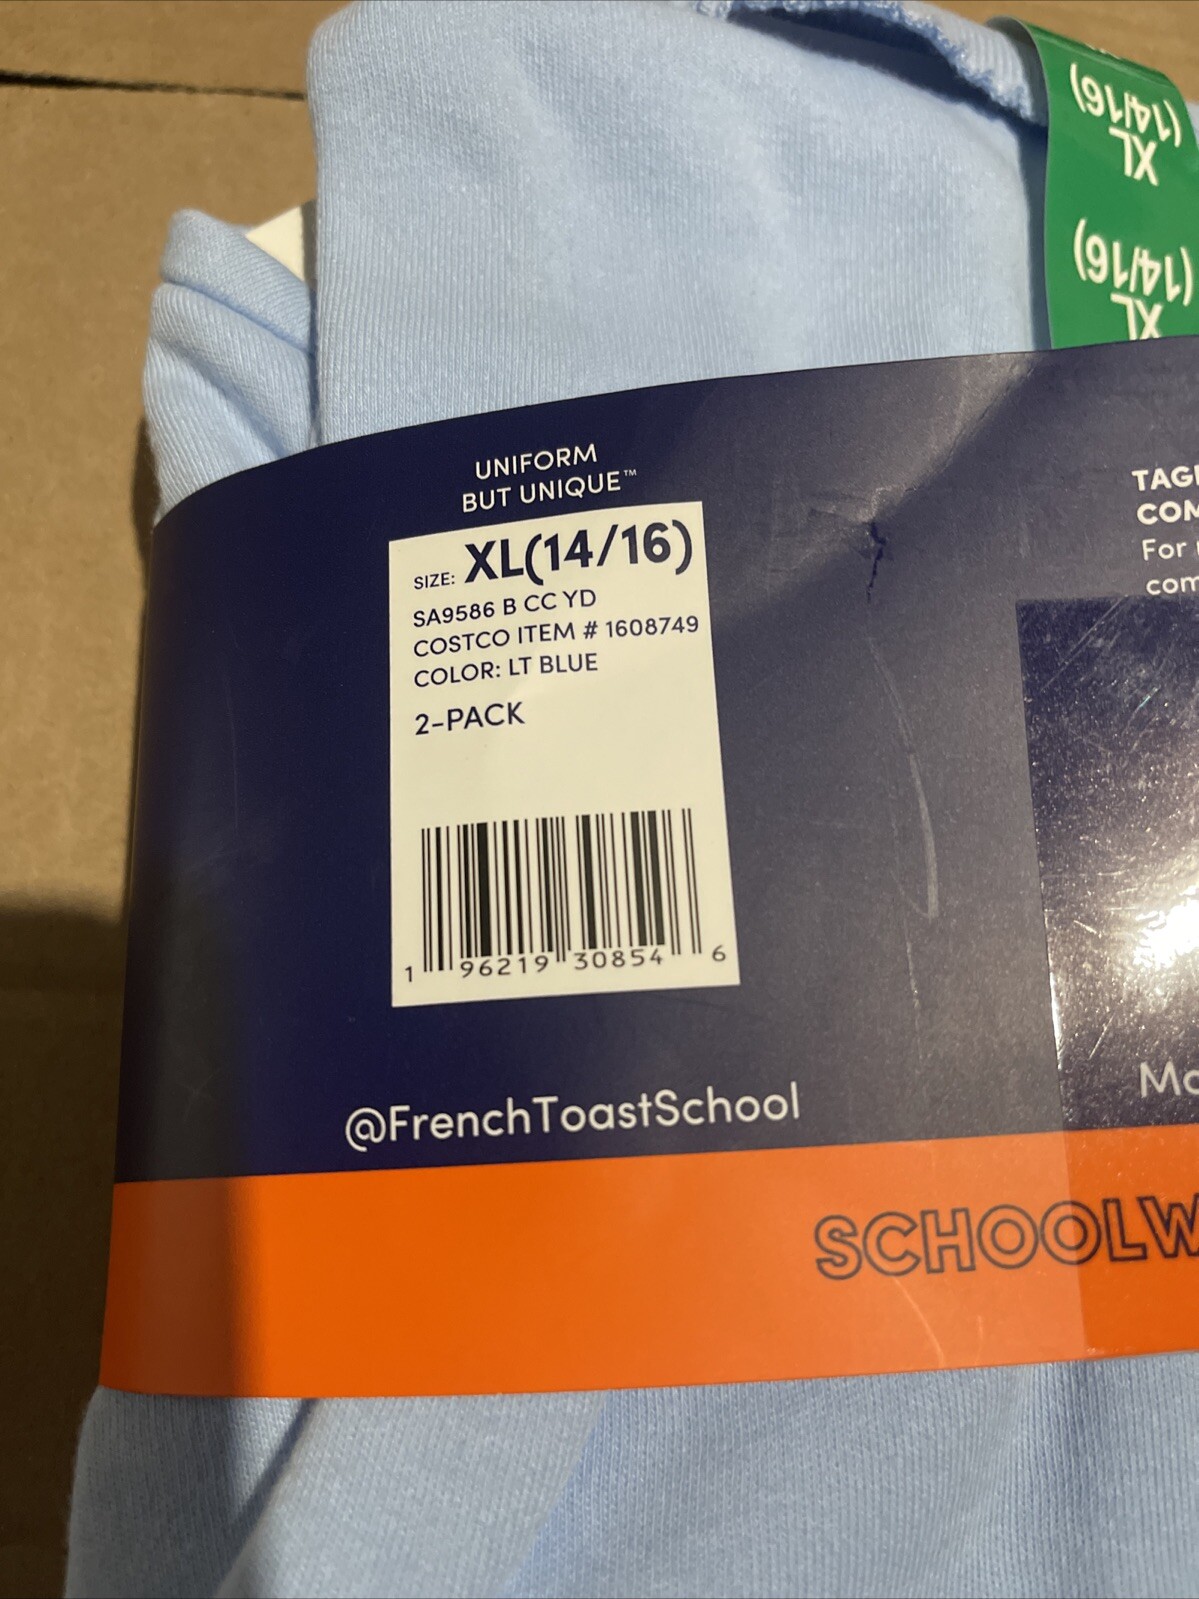 XL
(14/16)
XL
(14/16)
UNIFORM
BUT UNIQUE™
SIZE: XL(14/16)
SA9586 B CC YD
COSTCO ITEM # 1608749
COLOR: LT BLUE
2-PACK
1 96219 30854 6
@FrenchToastSchool
For